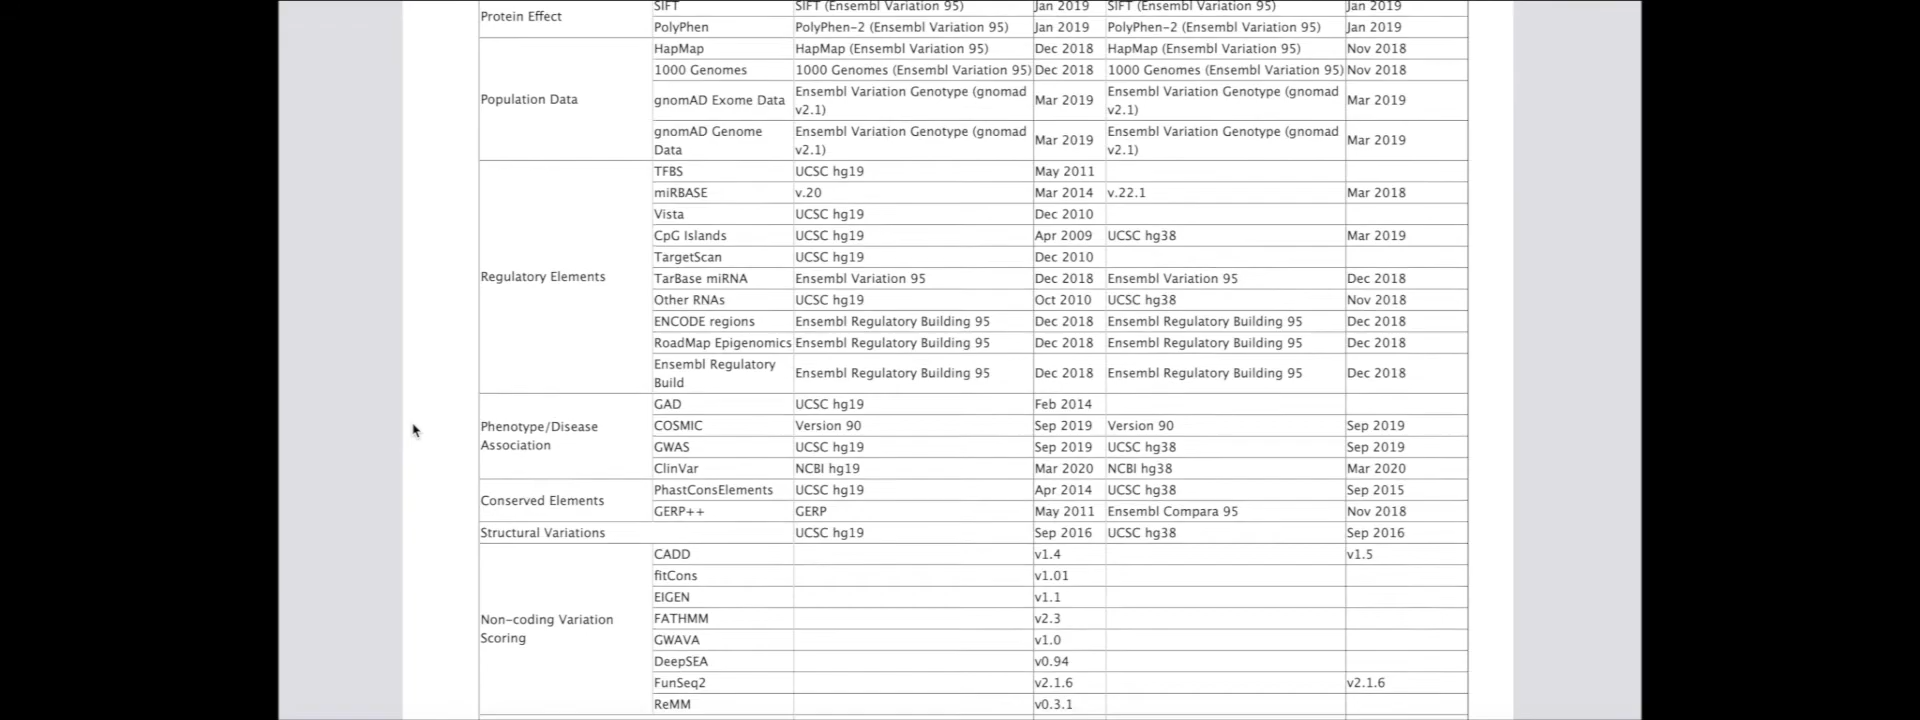 SIFT SIFT (Ensembl Variation 95) Jan 2019 SIFT (Ensembl Variation 95) Jan 2019
Protein Effect
PolyPhen PolyPhen-2 (Ensembl Variation 95) Jan 2019 PolyPhen-2 (Ensembl Variation 95) Jan 2019
HapMap HapMap (Ensembl Variation 95) Dec 2018 HapMap (Ensembl Variation 95) Nov 2018
1000 Genomes 1000 Genomes (Ensembl Variation 95) Dec 2018 1000 Genomes (Ensembl Variation 95) Nov 2018
Population Data
gnomAD Exome Data Ensembl Variation Genotype (gnomad
v2.1) Mar 2019 Ensembl Variation Genotype (gnomad
v2.1) Mar 2019
gnomAD Genome
Data Ensembl Variation Genotype (gnomad
v2.1) Mar 2019 Ensembl Variation Genotype (gnomad
v2.1) Mar 2019
TFBS UCSC hg19 May 2011
miRBASE v.20 Mar 2014 v.22.1 Mar 2018
Vista UCSC hg19 Dec 2010
CpG Islands UCSC hg19 Apr 2009 UCSC hg38 Mar 2019
TargetScan UCSC hg19 Dec 2010
Regulatory Elements
TarBase miRNA Ensembl Variation 95 Dec 2018 Ensembl Variation 95 Dec 2018
Other RNAs UCSC hg19 Oct 2010 UCSC hg38 Nov 2018
ENCODE regions Ensembl Regulatory Building 95 Dec 2018 Ensembl Regulatory Building 95 Dec 2018
RoadMap Epigenomics Ensembl Regulatory Building 95 Dec 2018 Ensembl Regulatory Building 95 Dec 2018
Ensembl Regulatory
Build Ensembl Regulatory Building 95 Dec 2018 Ensembl Regulatory Building 95 Dec 2018
GAD UCSC hg19 Feb 2014
Phenotype/Disease
Association
COSMIC Version 90 Sep 2019 Version 90 Sep 2019
GWAS UCSC hg19 Sep 2019 UCSC hg38 Sep 2019
ClinVar NCBI hg19 Mar 2020 NCBI hg38 Mar 2020
Conserved Elements
PhastConsElements UCSC hg19 Apr 2014 UCSC hg38 Sep 2015
GERP++ GERP May 2011 Ensembl Compara 95 Nov 2018
Structural Variations UCSC hg19 Sep 2016 UCSC hg38 Sep 2016
CADD v1.4 v1.5
fitCons v1.01
EIGEN v1.1
Non-coding Variation
Scoring
FATHMM v2.3
GWAVA v1.0
DeepSEA v0.94
FunSeq2 v2.1.6 v2.1.6
ReMM v0.3.1